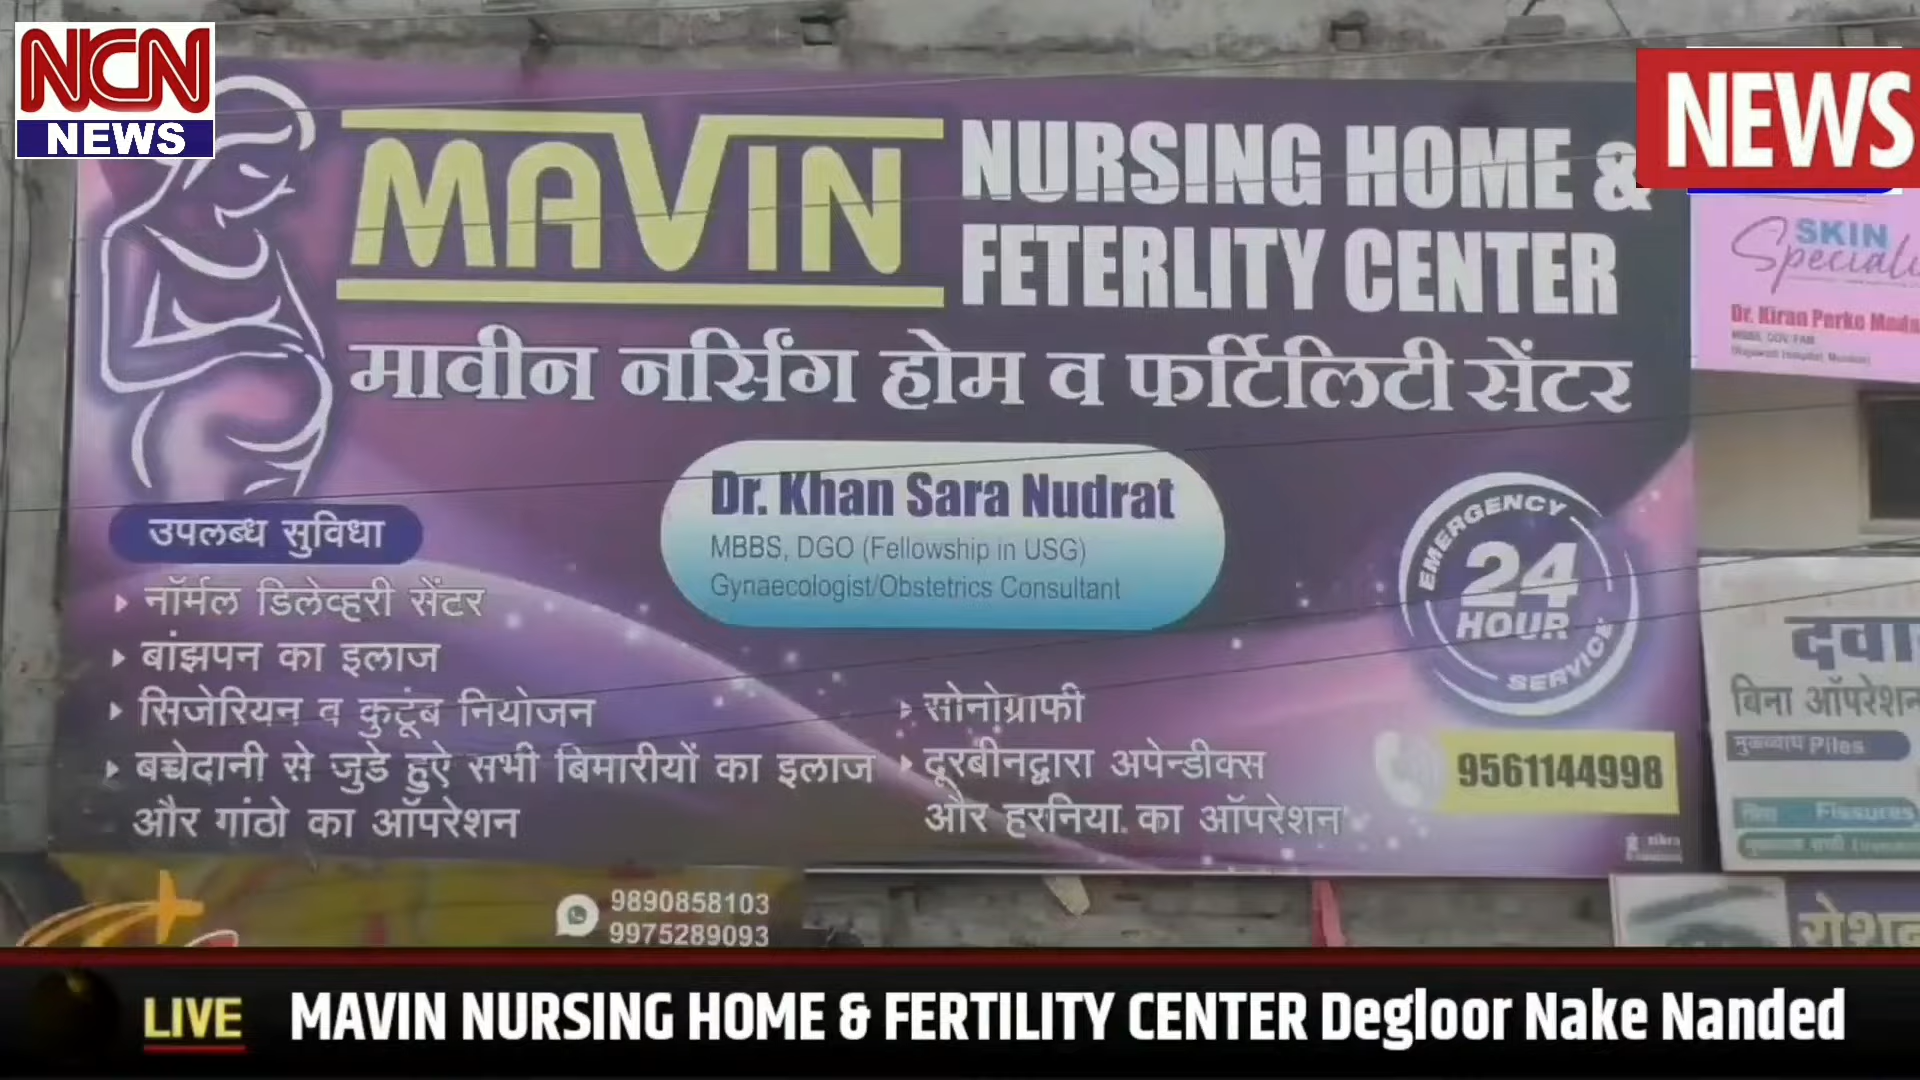 NCN
NEWS
NEWS
MAVIN
NURSING HOME &
FETERLITY CENTER
मावीन नर्सिंग होम व फर्टिलिटी सेंटर
Dr. Khan Sara Nudrat
MBBS, DGO (Fellowship in USG)
Gynaecologist/Obstetrics Consultant
EMERGENCY
24
HOUR
SERVICE
उपलब्ध सुविधा
नॉर्मल डिलेव्हरी सेंटर
बांझपन का इलाज
सिजेरियन व कुटूंब नियोजन
बच्चेदानी से जुडे हुऐ सभी बिमारीयों का इलाज
और गांठो का ऑपरेशन
सोनोग्राफी
दूरबीनद्वारा अपेन्डीक्स
और हरनिया का ऑपरेशन
9561144998
SKIN
Dr. Kiran Perke
बिना
Piles
Fissures
9890858103
9975289093
LIVE MAVIN NURSING HOME & FERTILITY CENTER Degloor Nake Nanded